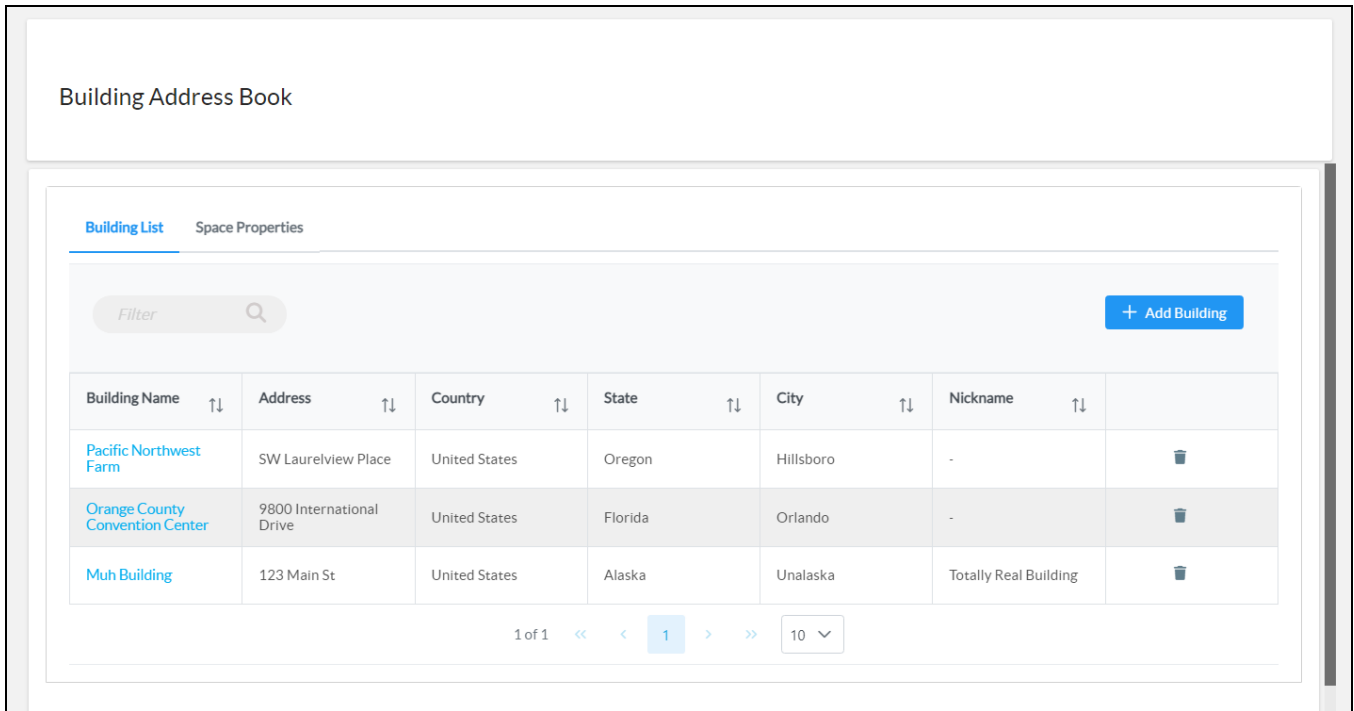 Building Address Book
Building List Space Properties
Filter
+ Add Building
Building Name Address Country State City Nickname
Pacific Northwest Farm SW Laurelview Place United States Oregon Hillsboro -
Orange County Convention Center 9800 International Drive United States Florida Orlando -
Muh Building 123 Main St United States Alaska Unalaska Totally Real Building
1 of 1 << < 1 > >> 10